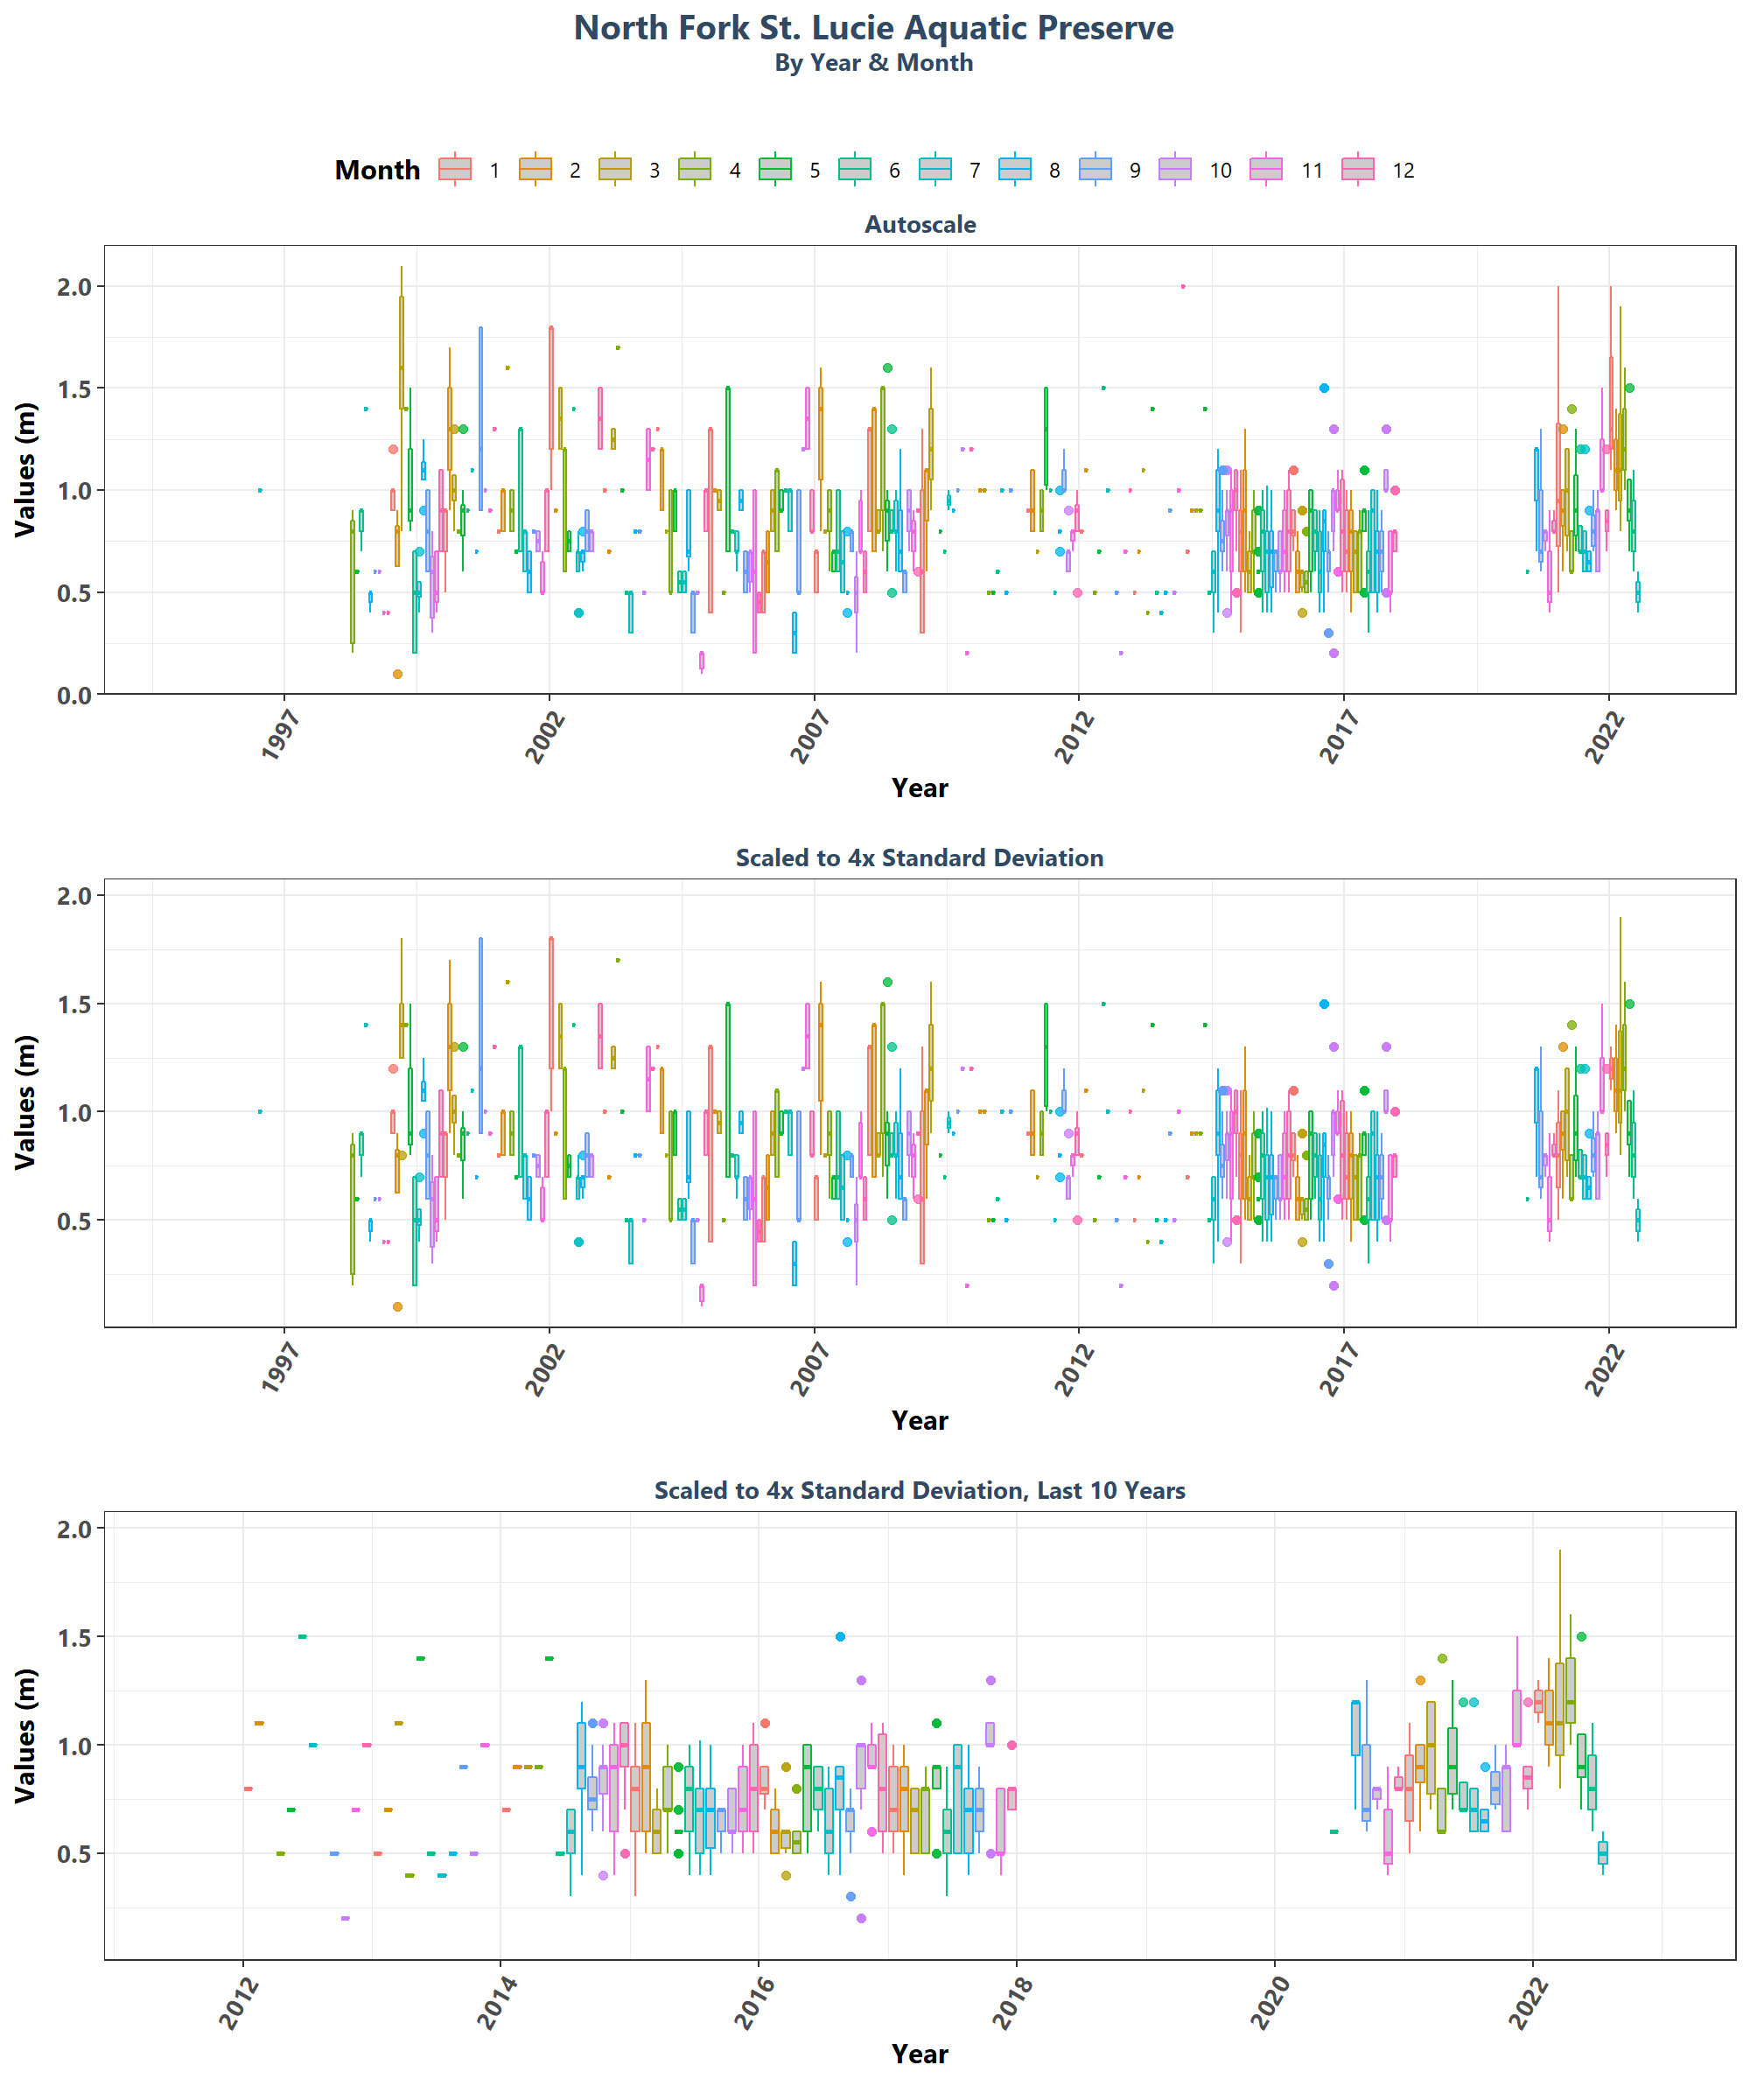 North Fork St. Lucie Aquatic Preserve
By Year & Month
Month 1 2 3 4 5 6 7 8 9 10 11 12
Autoscale
Values (m)
2.0
1.5
1.0
0.5
0.0
1997 2002 2007 2012 2017 2022
Year
Scaled to 4x Standard Deviation
Values (m)
2.0
1.5
1.0
0.5
1997 2002 2007 2012 2017 2022
Year
Scaled to 4x Standard Deviation, Last 10 Years
Values (m)
2.0
1.5
1.0
0.5
2012 2014 2016 2018 2020 2022
Year